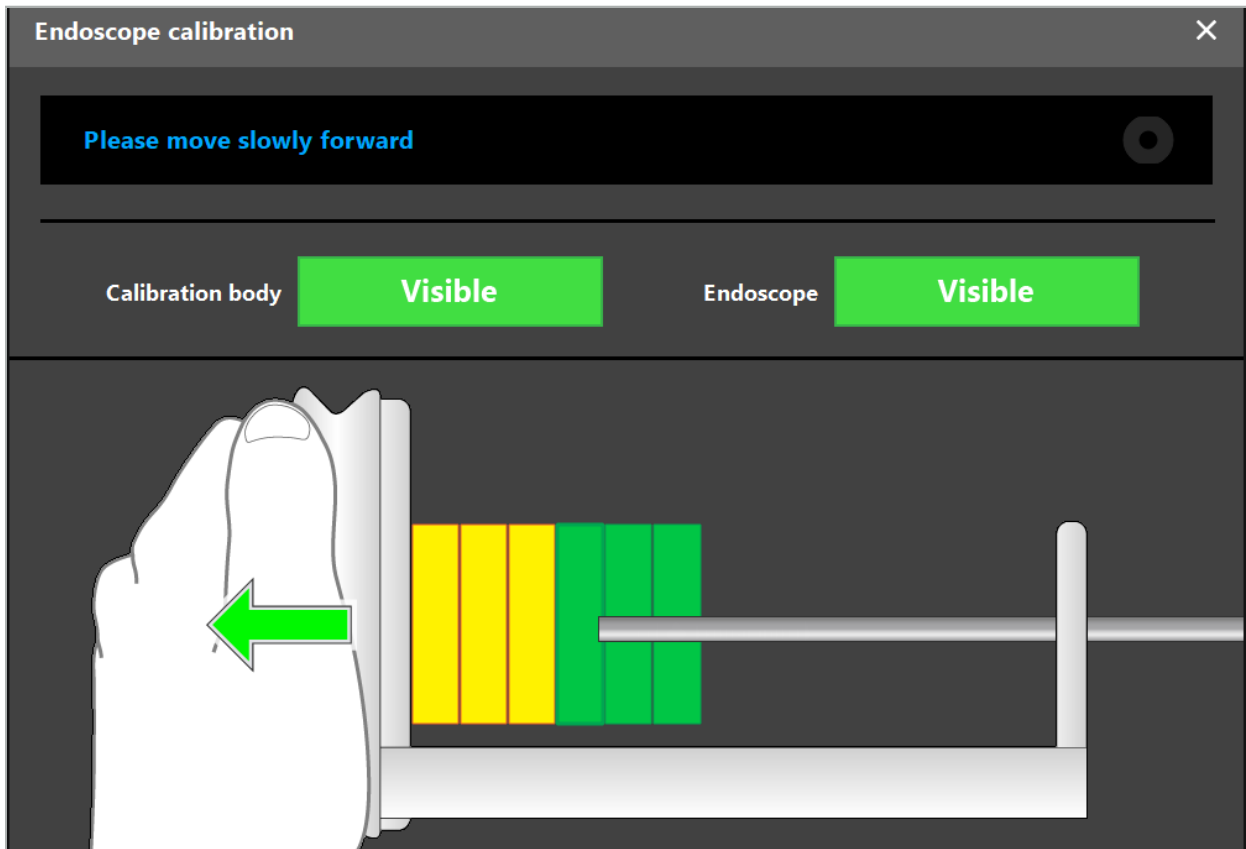 Endoscope calibration
Please move slowly forward
Calibration body
Visible
Endoscope
Visible